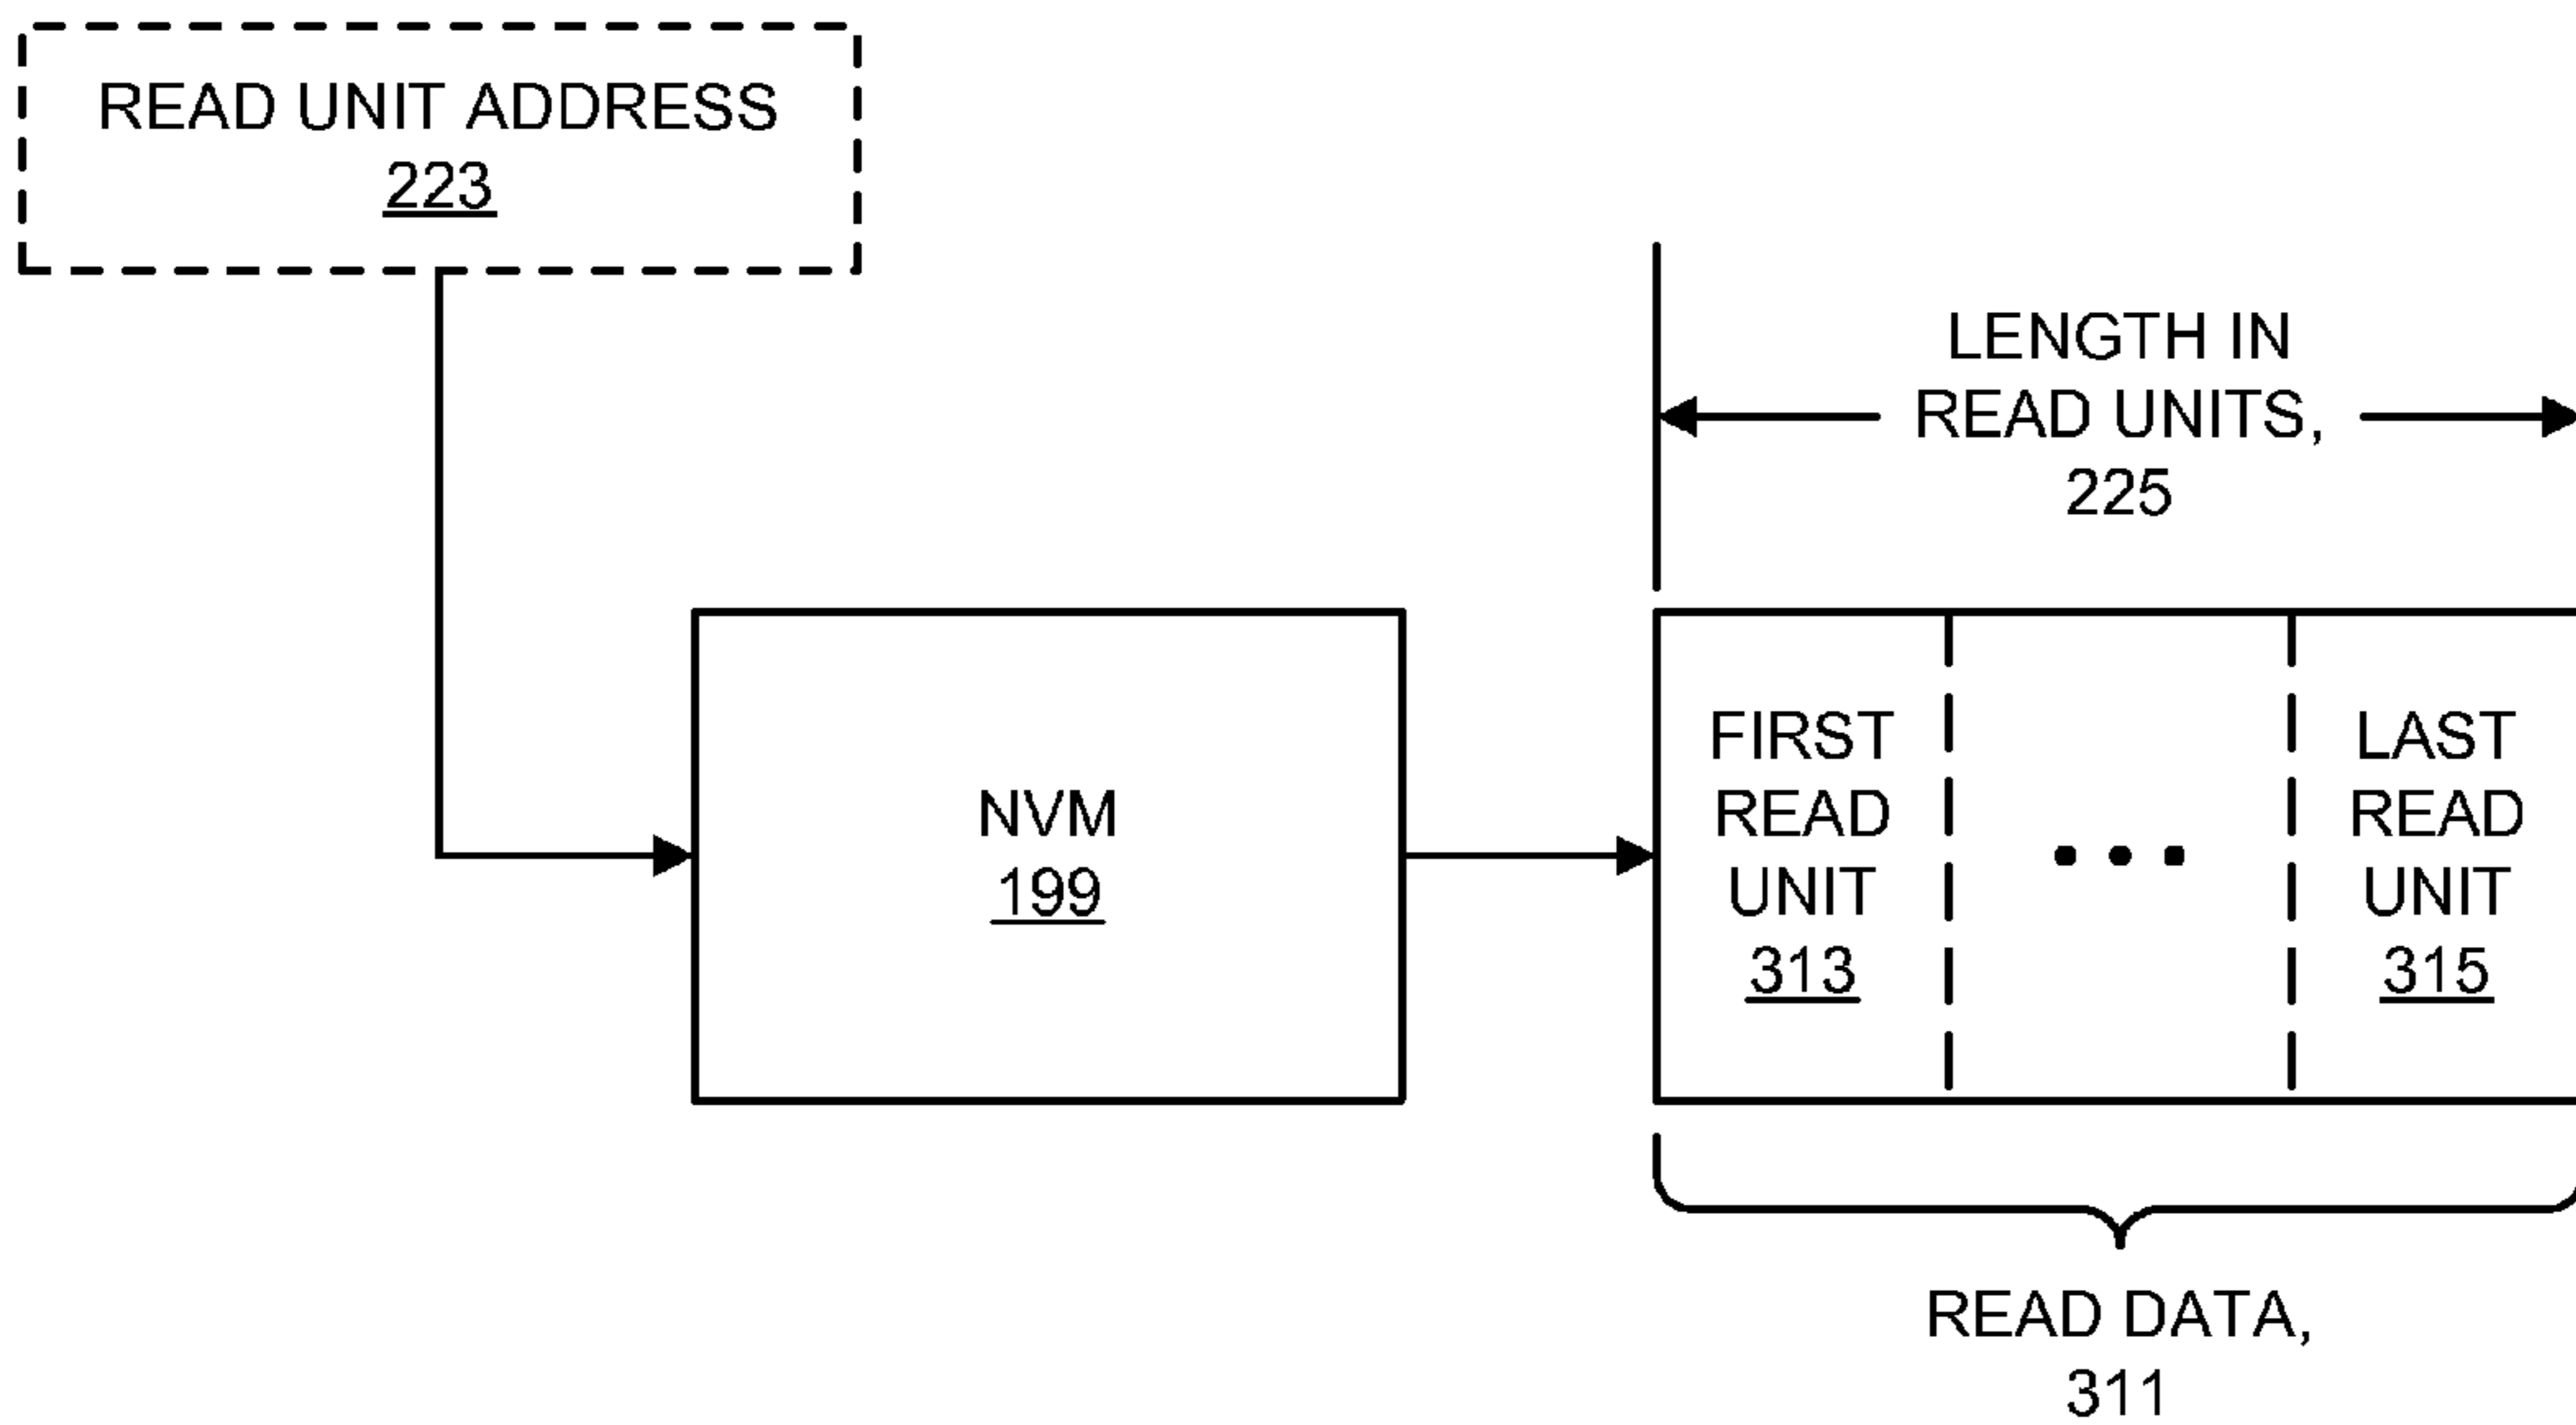 READ UNIT ADDRESS
223
LENGTH IN
READ UNITS,
225
NVM
199
FIRST
READ
UNIT
313
LAST
READ
UNIT
315
READ DATA,
311